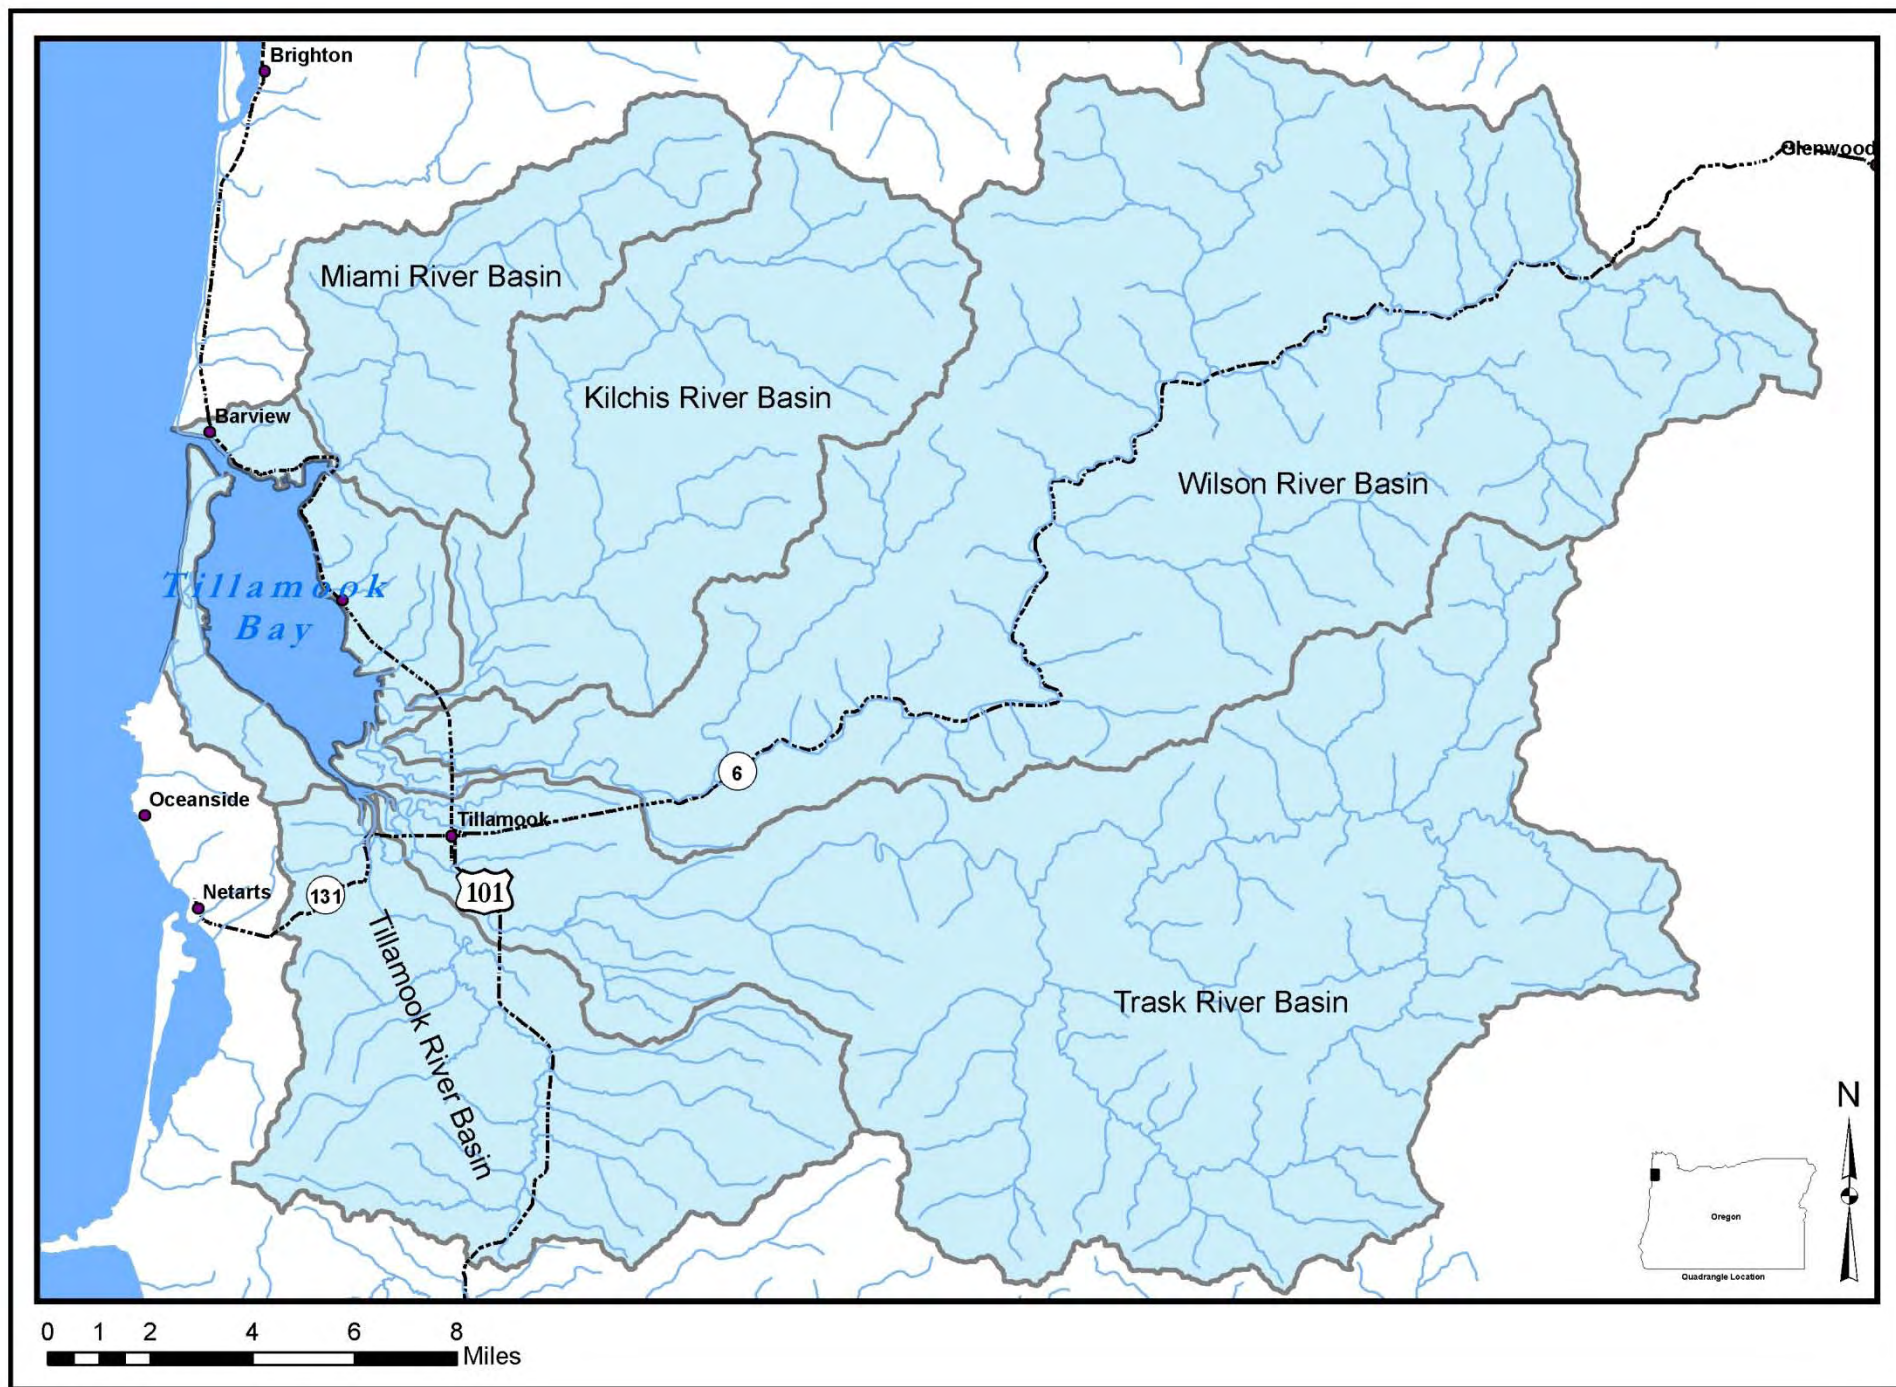 Brighton
Glenwood
Miami River Basin
Kilchis River Basin
Barview
Wilson River Basin
Tillamook
Bay
6
Oceanside
Tillamook
Netarts
131
101
Tillamook River Basin
Trask River Basin
N
Oregon
Quadrangle Location
0 1 2 4 6 8
Miles